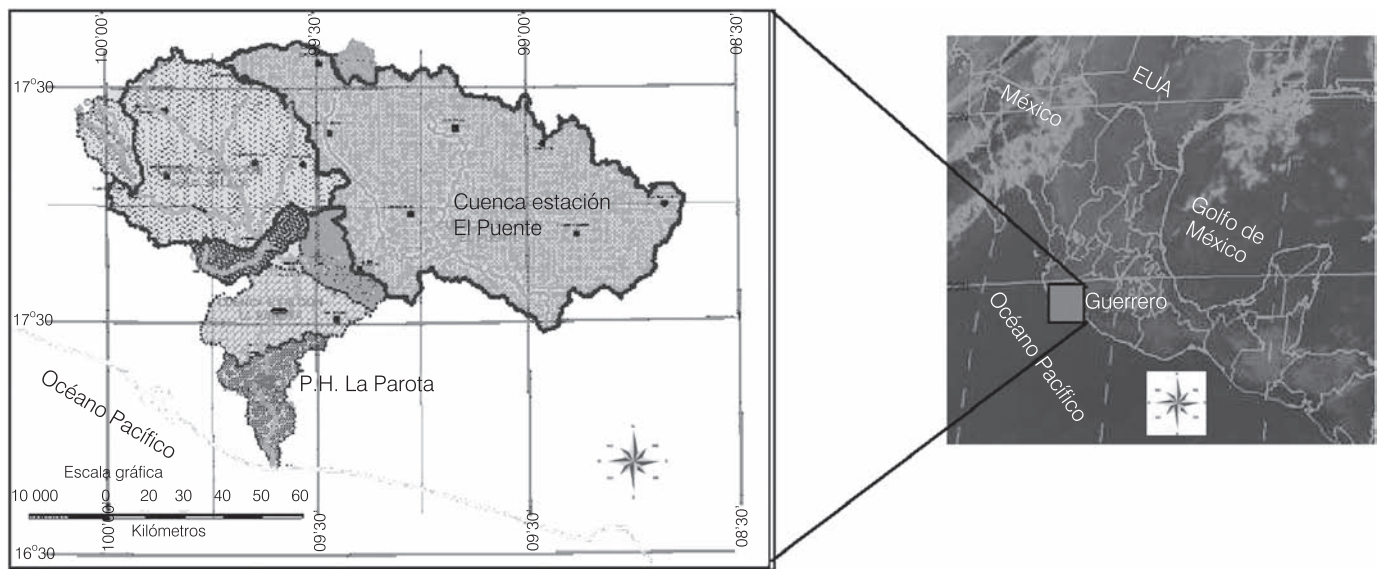 100°00'
99'30
99'00
08'30
17°30
Cuenca estación
El Puente
17°30
P.H. La Parota
Océano Pacífico
Escala gráfica
10 000 0 20 30 40 50 60
Kilómetros
100°00'00
09'30
09'30
08'30
16°30
EUA
México
Golfo de
México
Guerrero
Océano Pacífico